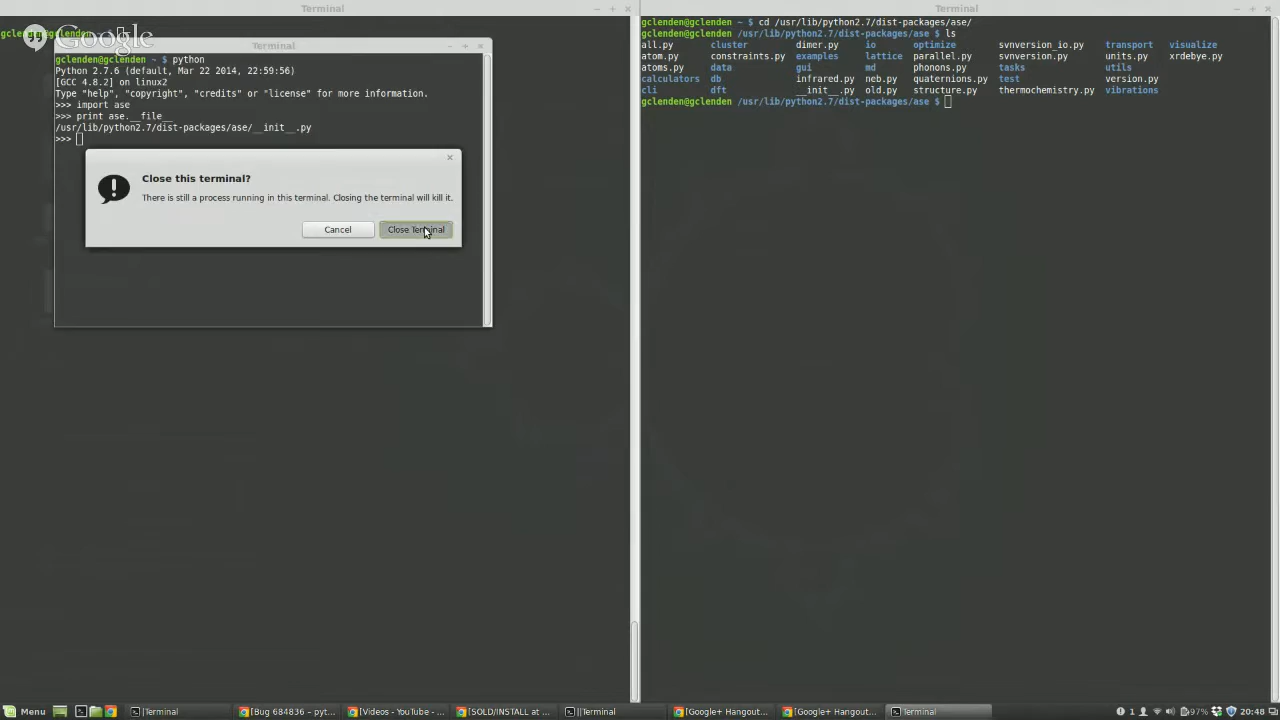 Terminal
gclenden@gclenden
Google
Terminal
gclenden@gclenden ~ $ python
Python 2.7.6 (default, Mar 22 2014, 22:59:56)
[GCC 4.8.2] on linux2
Type "help", "copyright", "credits" or "license" for more information.
>>> import ase
>>> print ase.__file__
/usr/lib/python2.7/dist-packages/ase/__init__.py
>>>
Close this terminal?
There is still a process running in this terminal. Closing the terminal will kill it.
Cancel Close Terminal
Terminal
gclenden@gclenden ~ $ cd /usr/lib/python2.7/dist-packages/ase/
gclenden@gclenden /usr/lib/python2.7/dist-packages/ase $ ls
all.py cluster dimer.py io optimize svnversion_io.py transport visualize
atom.py constraints.py examples lattice parallel.py svnversion.py units.py xrdebye.py
atoms.py data gui md phonons.py tasks utils
calculators db infrared.py neb.py quaternions.py test version.py
cli dft __init__.py old.py structure.py thermochemistry.py vibrations
gclenden@gclenden /usr/lib/python2.7/dist-packages/ase $
Menu [Terminal [Bug 684836 – pyt... [Videos - YouTube - ... [SOLD/INSTALL at ... [[Terminal [Google+ Hangout... [Google+ Hangout... Terminal 1 97% 20:48